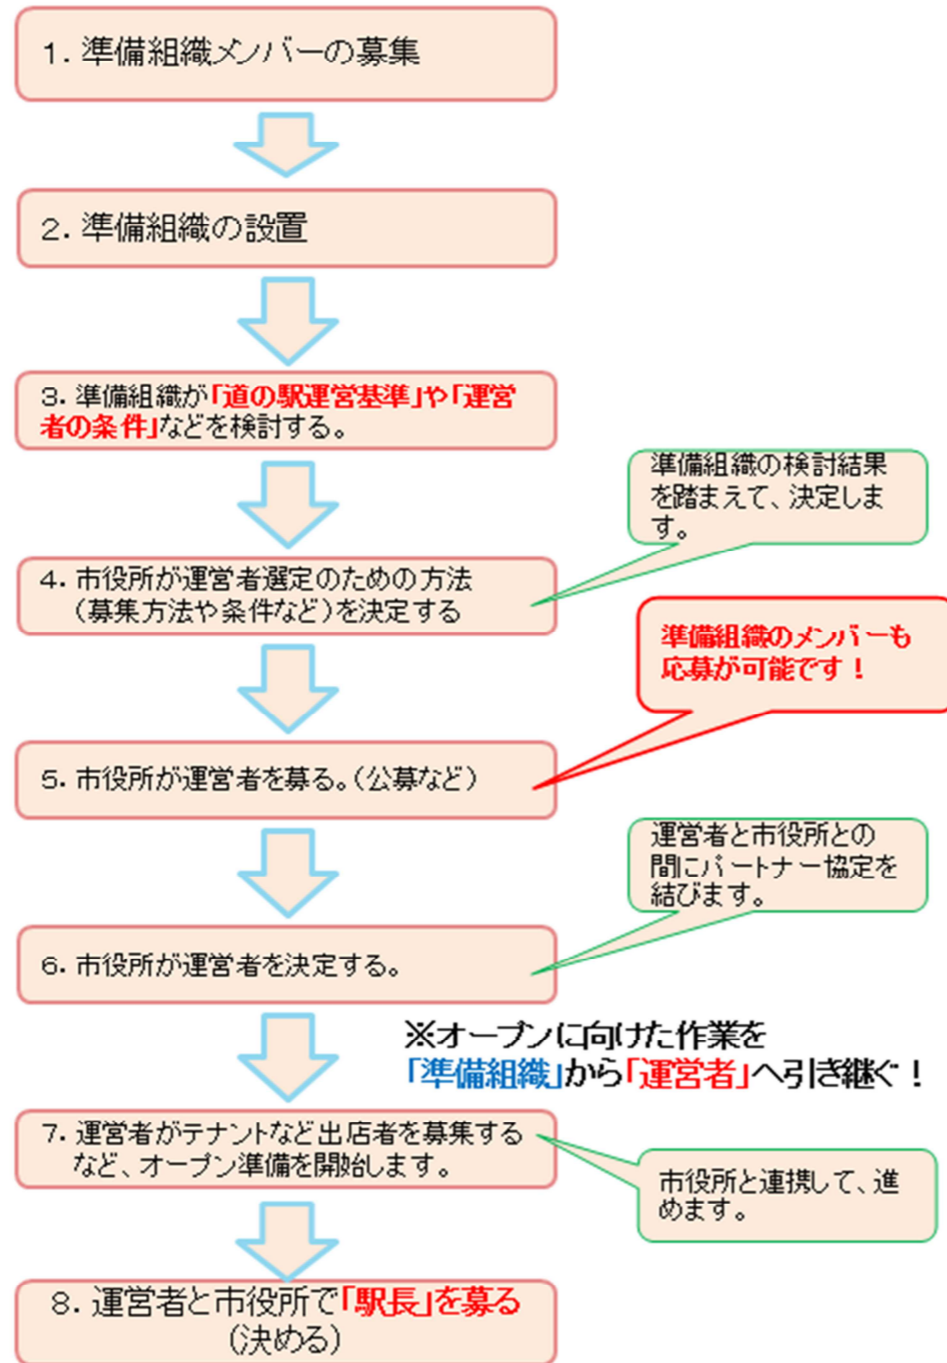 1. 準備組織メンバーの募集
2. 準備組織の設置
3. 準備組織が「道の駅運営基準」や「運営
者の条件」などを検討する。
準備組織の検討結果
を踏まえて、決定しま
す。
4. 市役所が運営者選定のための方法
（募集方法や条件など）を決定する
準備組織のメンバーも
応募が可能です！
5. 市役所が運営者を募る。（公募など）
運営者と市役所との
間にパートナー協定を
結びます。
6. 市役所が運営者を決定する。
※オープンに向けた作業を
「準備組織」から「運営者」へ引き継ぐ！
7. 運営者がテナントなど出店者を募集する
など、オープン準備を開始します。
市役所と連携して、進
めます。
8. 運営者と市役所で「駅長」を募る
（決める）